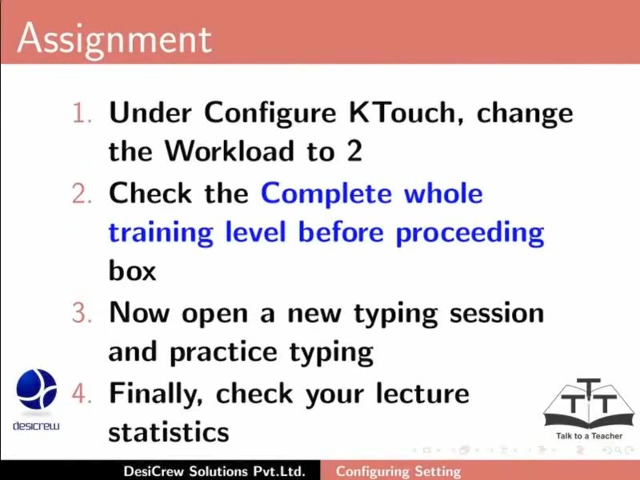 Assignment
1. Under Configure KTouch, change
the Workload to 2
2. Check the Complete whole
training level before proceeding
box
3. Now open a new typing session
and practice typing
4. Finally, check your lecture
statistics
desicrew
TTT
Talk to a Teacher
DesiCrew Solutions Pvt.Ltd. Configuring Setting